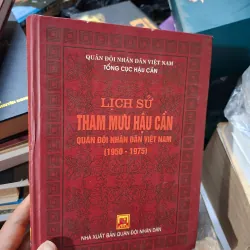 QUÂN ĐỘI NHÂN DÂN VIỆT NAM
TỔNG CỤC HẬU CẦN
LỊCH SỬ
THAM MƯU HẬU CẦN
QUÂN ĐỘI NHÂN DÂN VIỆT NAM
(1950 - 1975)
NHÀ XUẤT BẢN QUÂN ĐỘI NHÂN DÂN